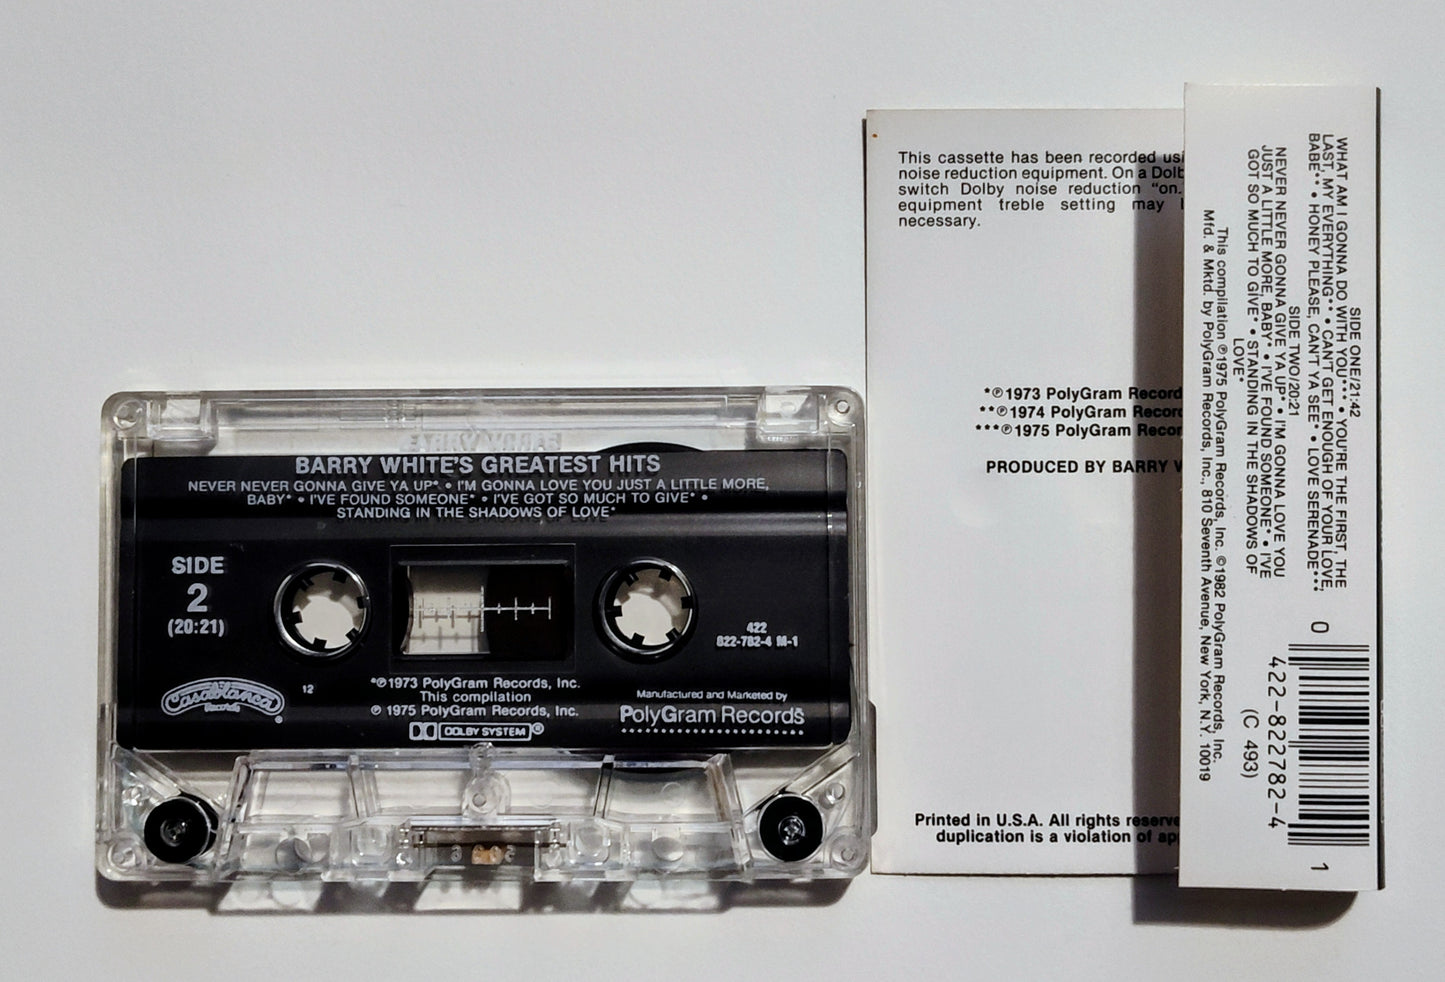 BARRY WHITE'S GREATEST HITS
NEVER NEVER GONNA GIVE YA UP* • I'M GONNA LOVE YOU JUST A LITTLE MORE,
BABY* • I'VE FOUND SOMEONE* • I'VE GOT SO MUCH TO GIVE* •
STANDING IN THE SHADOWS OF LOVE*
SIDE
2
(20:21)
422
822-782-4 M-1
Casablanca
Records
®
12
*℗1973 PolyGram Records, Inc.
This compilation
℗ 1975 PolyGram Records, Inc.
DOLBY SYSTEM®
Manufactured and Marketed by
PolyGram Records
This cassette has been recorded
noise reduction equipment. On a
switch Dolby noise reduction "on.
equipment treble setting may
necessary.
*℗1973 PolyGram
**℗1974 PolyGram
***℗1975 PolyGram
PRODUCED BY BARRY
Printed in U.S.A. All rights
duplication is a violation of
SIDE ONE/21:42
WHAT AM I GONNA DO WITH YOU*** • YOU'RE THE FIRST, THE
LAST, MY EVERYTHING** • CAN'T GET ENOUGH OF YOUR LOVE,
BABE** • HONEY PLEASE, CAN'T YA SEE* • LOVE SERENADE***
SIDE TWO/20:21
NEVER NEVER GONNA GIVE YA UP* • I'M GONNA LOVE YOU
JUST A LITTLE MORE, BABY* • I'VE FOUND SOMEONE* • I'VE
GOT SO MUCH TO GIVE* • STANDING IN THE SHADOWS OF
LOVE*
This compilation ℗1975 PolyGram Records, Inc. ©1982 PolyGram Records, Inc.
Mfd. & Mktd. by PolyGram Records, Inc., 810 Seventh Avenue, New York, N.Y. 10019
0
422-822782-4
1
(C 493)